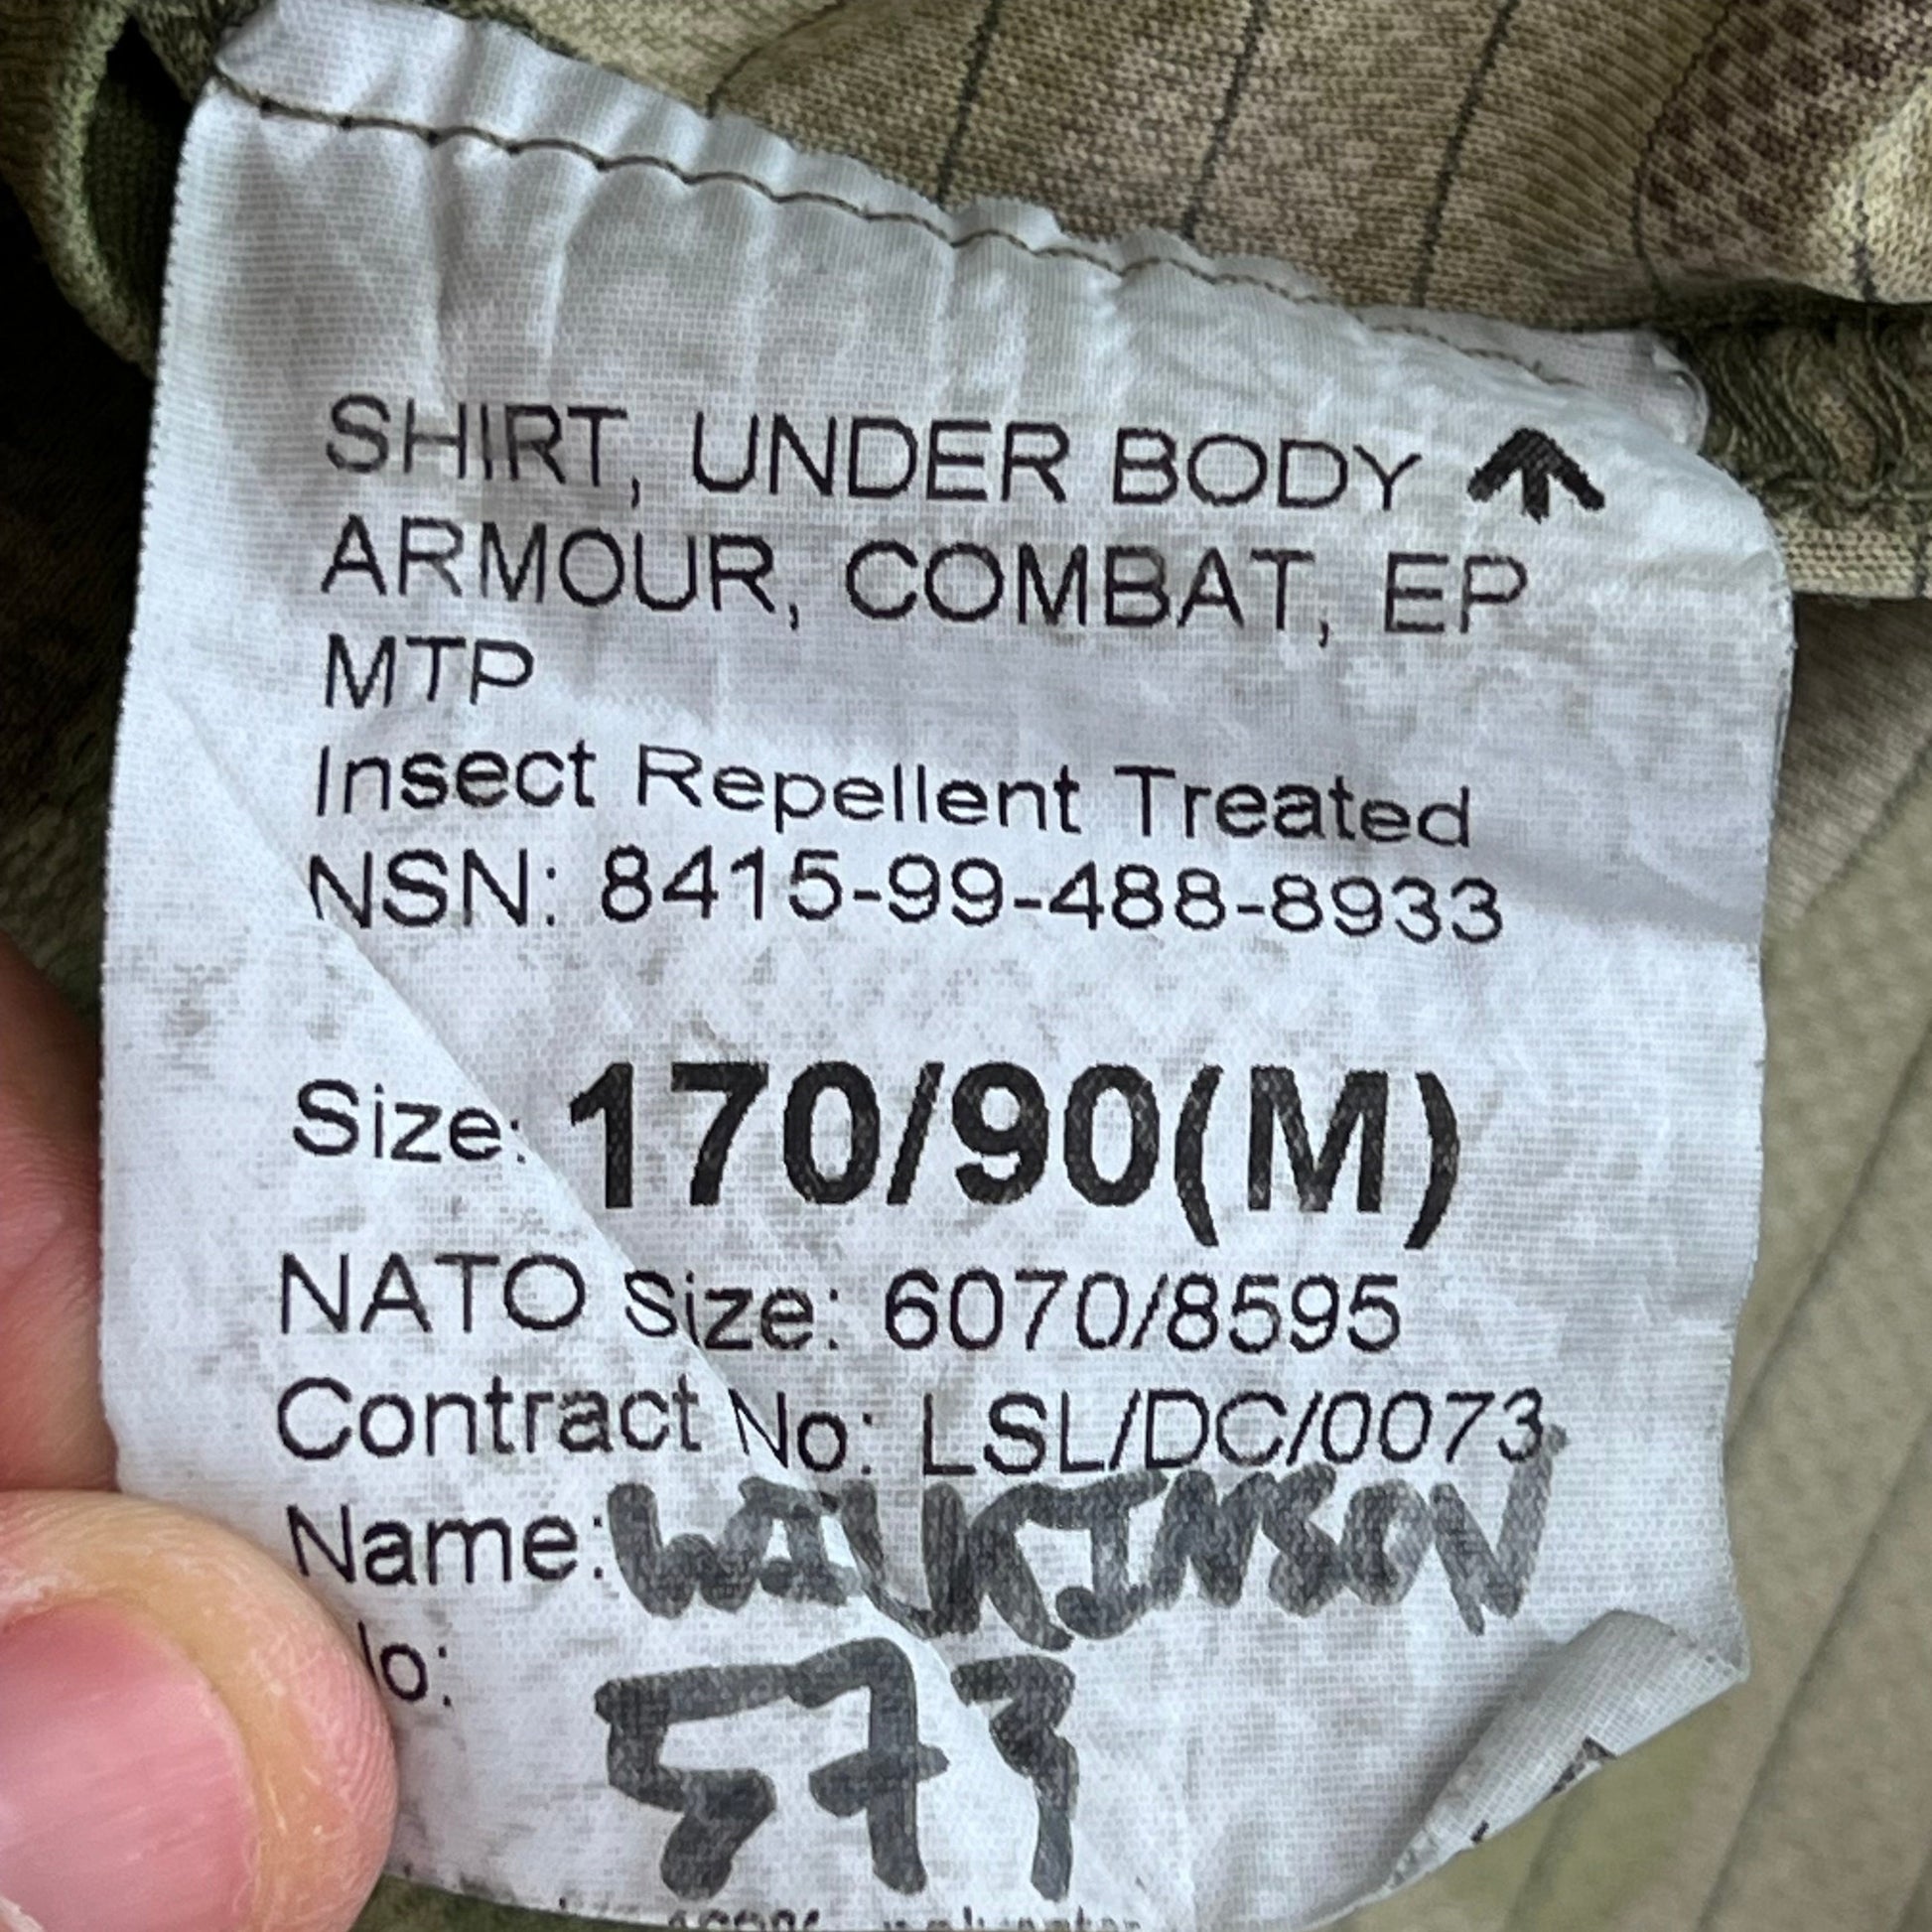 SHIRT, UNDER BODY
ARMOUR, COMBAT, EP
MTP
Insect Repellent Treated
NSN: 8415-99-488-8933
Size: 170/90(M)
NATO Size: 6070/8595
Contract No: LSL/DC/0073
Name: WILKINSON
No: 573